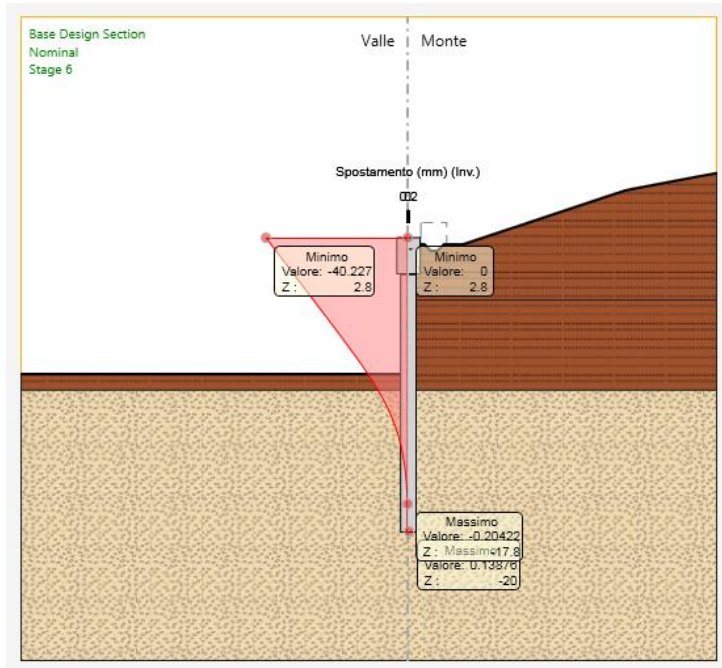 Base Design Section
Nominal
Stage 6
Valle
Monte
Spostamento (mm) (Inv.)
Minimo
Valore: -40.227
Z : 2.8
Minimo
Valore: 0
Z : 2.8
Massimo
Valore: -0.20422
Z : Massimo -17.8
Valore: 0.13876
Z : -20